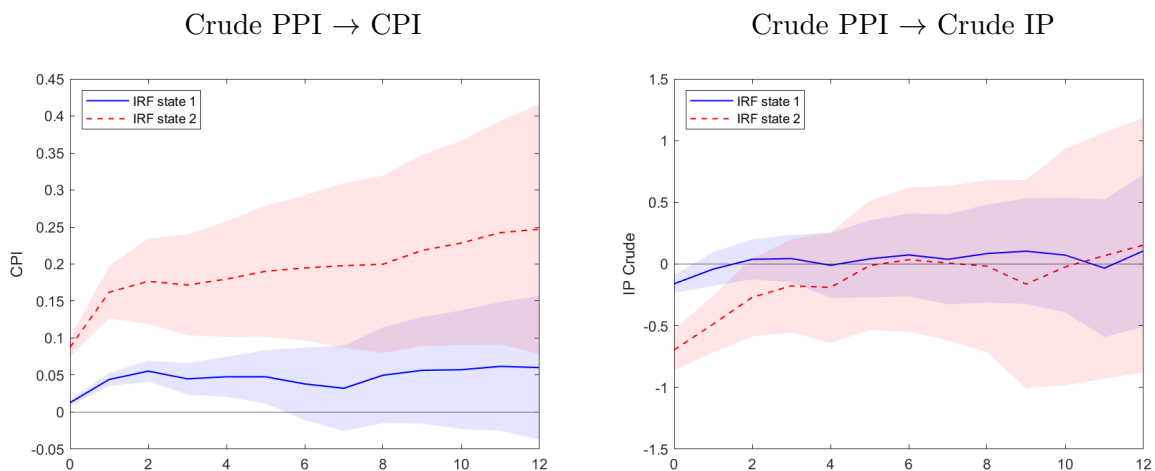 Crude PPI → CPI
0.45
0.4
0.35
0.3
0.25
0.2
0.15
0.1
0.05
0
-0.05
CPI
IRF state 1
IRF state 2
0 2 4 6 8 10 12
Crude PPI → Crude IP
1.5
1
0.5
0
-0.5
-1
-1.5
IP Crude
IRF state 1
IRF state 2
0 2 4 6 8 10 12